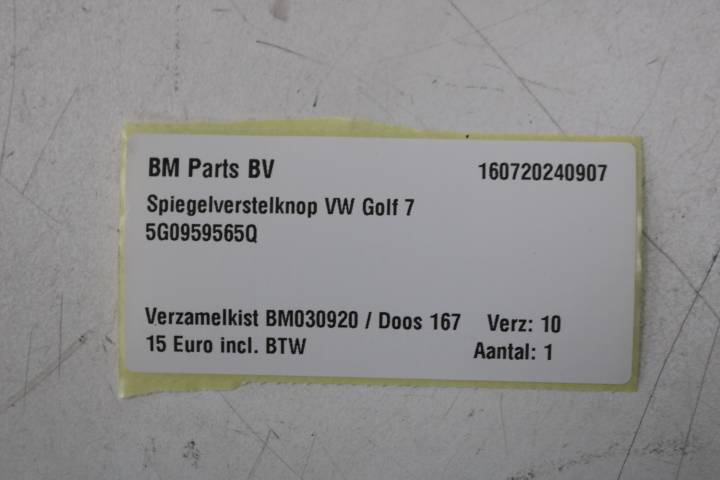 BM Parts BV 160720240907
Spiegelverstelknop VW Golf 7
5G0959565Q
Verzamelkist BM030920 / Doos 167 Verz: 10
15 Euro incl. BTW Aantal: 1